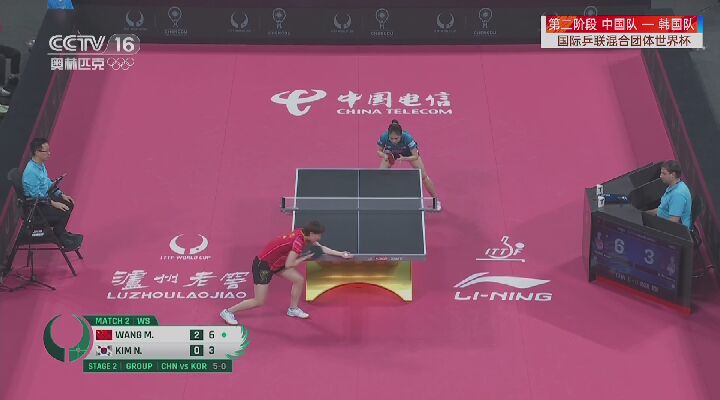 CCTV 16
奥林匹克
第二阶段 中国队 — 韩国队
国际乒联混合团体世界杯
中国电信
CHINA TELECOM
ITTF WORLD CUP
泸州老窖
LUZHOULAOJIAO
ITTF
LI-NING
6 3
MATCH 2 | WS
WANG M. 2 6
KIM N. 0 3
STAGE 2 | GROUP | CHN vs KOR 5-0